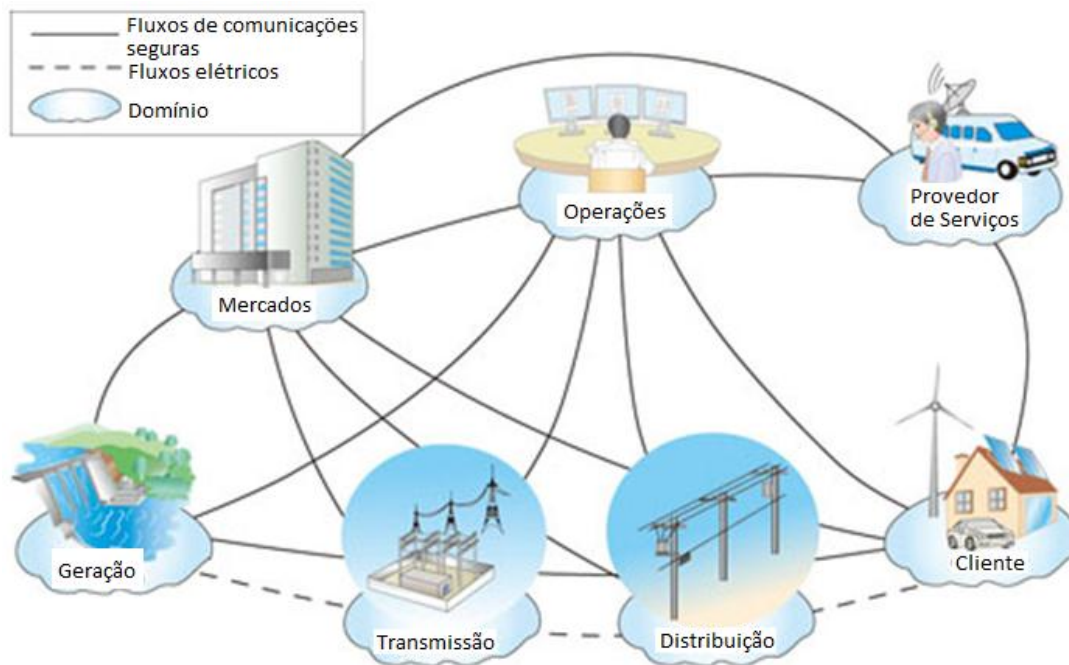 Fluxos de comunicações
seguras
Fluxos elétricos
Domínio
Operações
Provedor
de Serviços
Mercados
Geração
Transmissão
Distribuição
Cliente